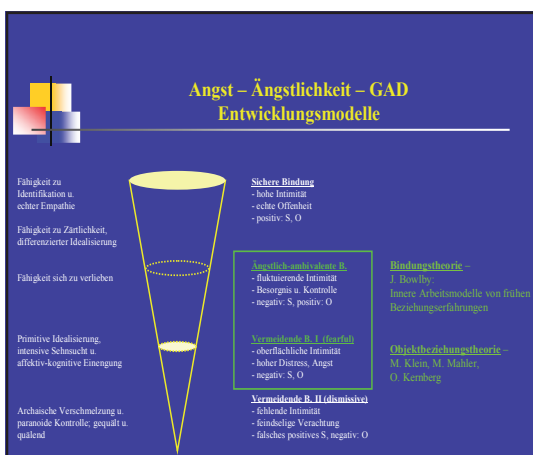 Angst – Ängstlichkeit – GAD
Entwicklungsmodelle
Fähigkeit zu
Identifikation u.
echter Empathie
Fähigkeit zu Zärtlichkeit,
differenzierter Idealisierung
Fähigkeit sich zu verlieben
Primitive Idealisierung,
intensive Sehnsucht u.
affektiv-kognitive Einengung
Archaische Verschmelzung u.
paranoide Kontrolle; gequält u.
quälend
Sichere Bindung
- hohe Intimität
- echte Offenheit
- positiv: S, O
Ängstlich-ambivalente B.
- fluktuierende Intimität
- Besorgnis u. Kontrolle
- negativ: S, positiv: O
Vermeidende B. I (fearful)
- oberflächliche Intimität
- hoher Distress, Angst
- negativ: S, O
Vermeidende B. II (dismissive)
- fehlende Intimität
- feindselige Verachtung
- falsches positives S, negativ: O
Bindungstheorie –
J. Bowlby:
Innere Arbeitsmodelle von frühen
Beziehungserfahrungen
Objektbeziehungstheorie –
M. Klein, M. Mahler,
O. Kernberg